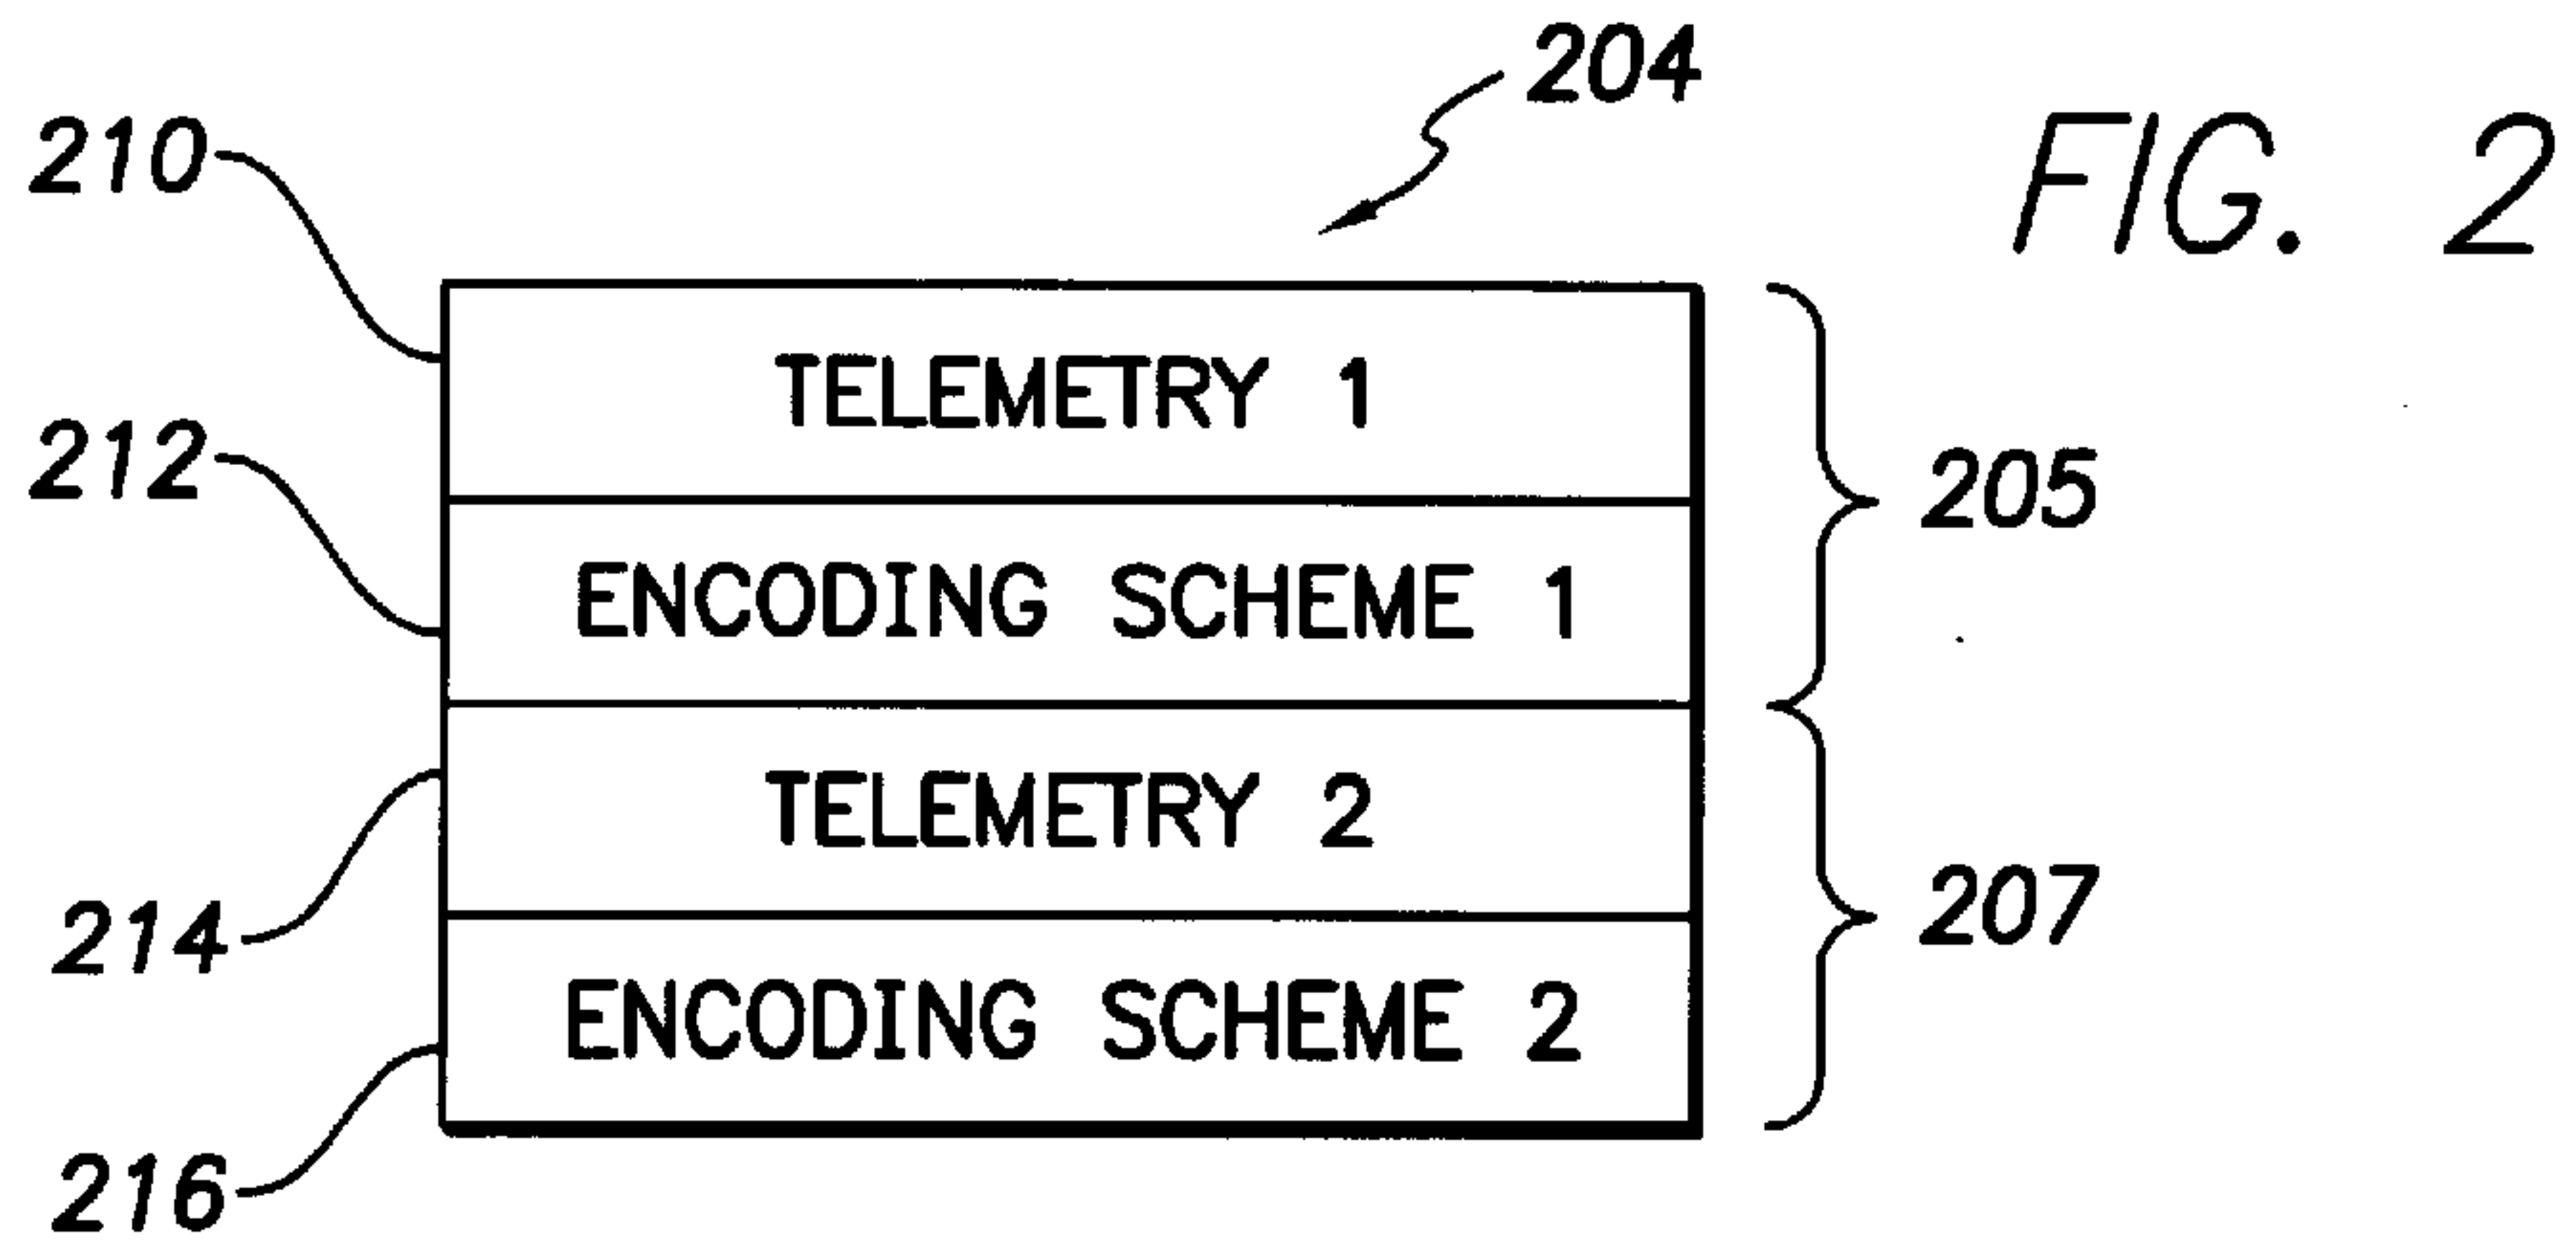 204
FIG. 2
210
TELEMETRY 1
212
205
ENCODING SCHEME 1
TELEMETRY 2
214
207
ENCODING SCHEME 2
216